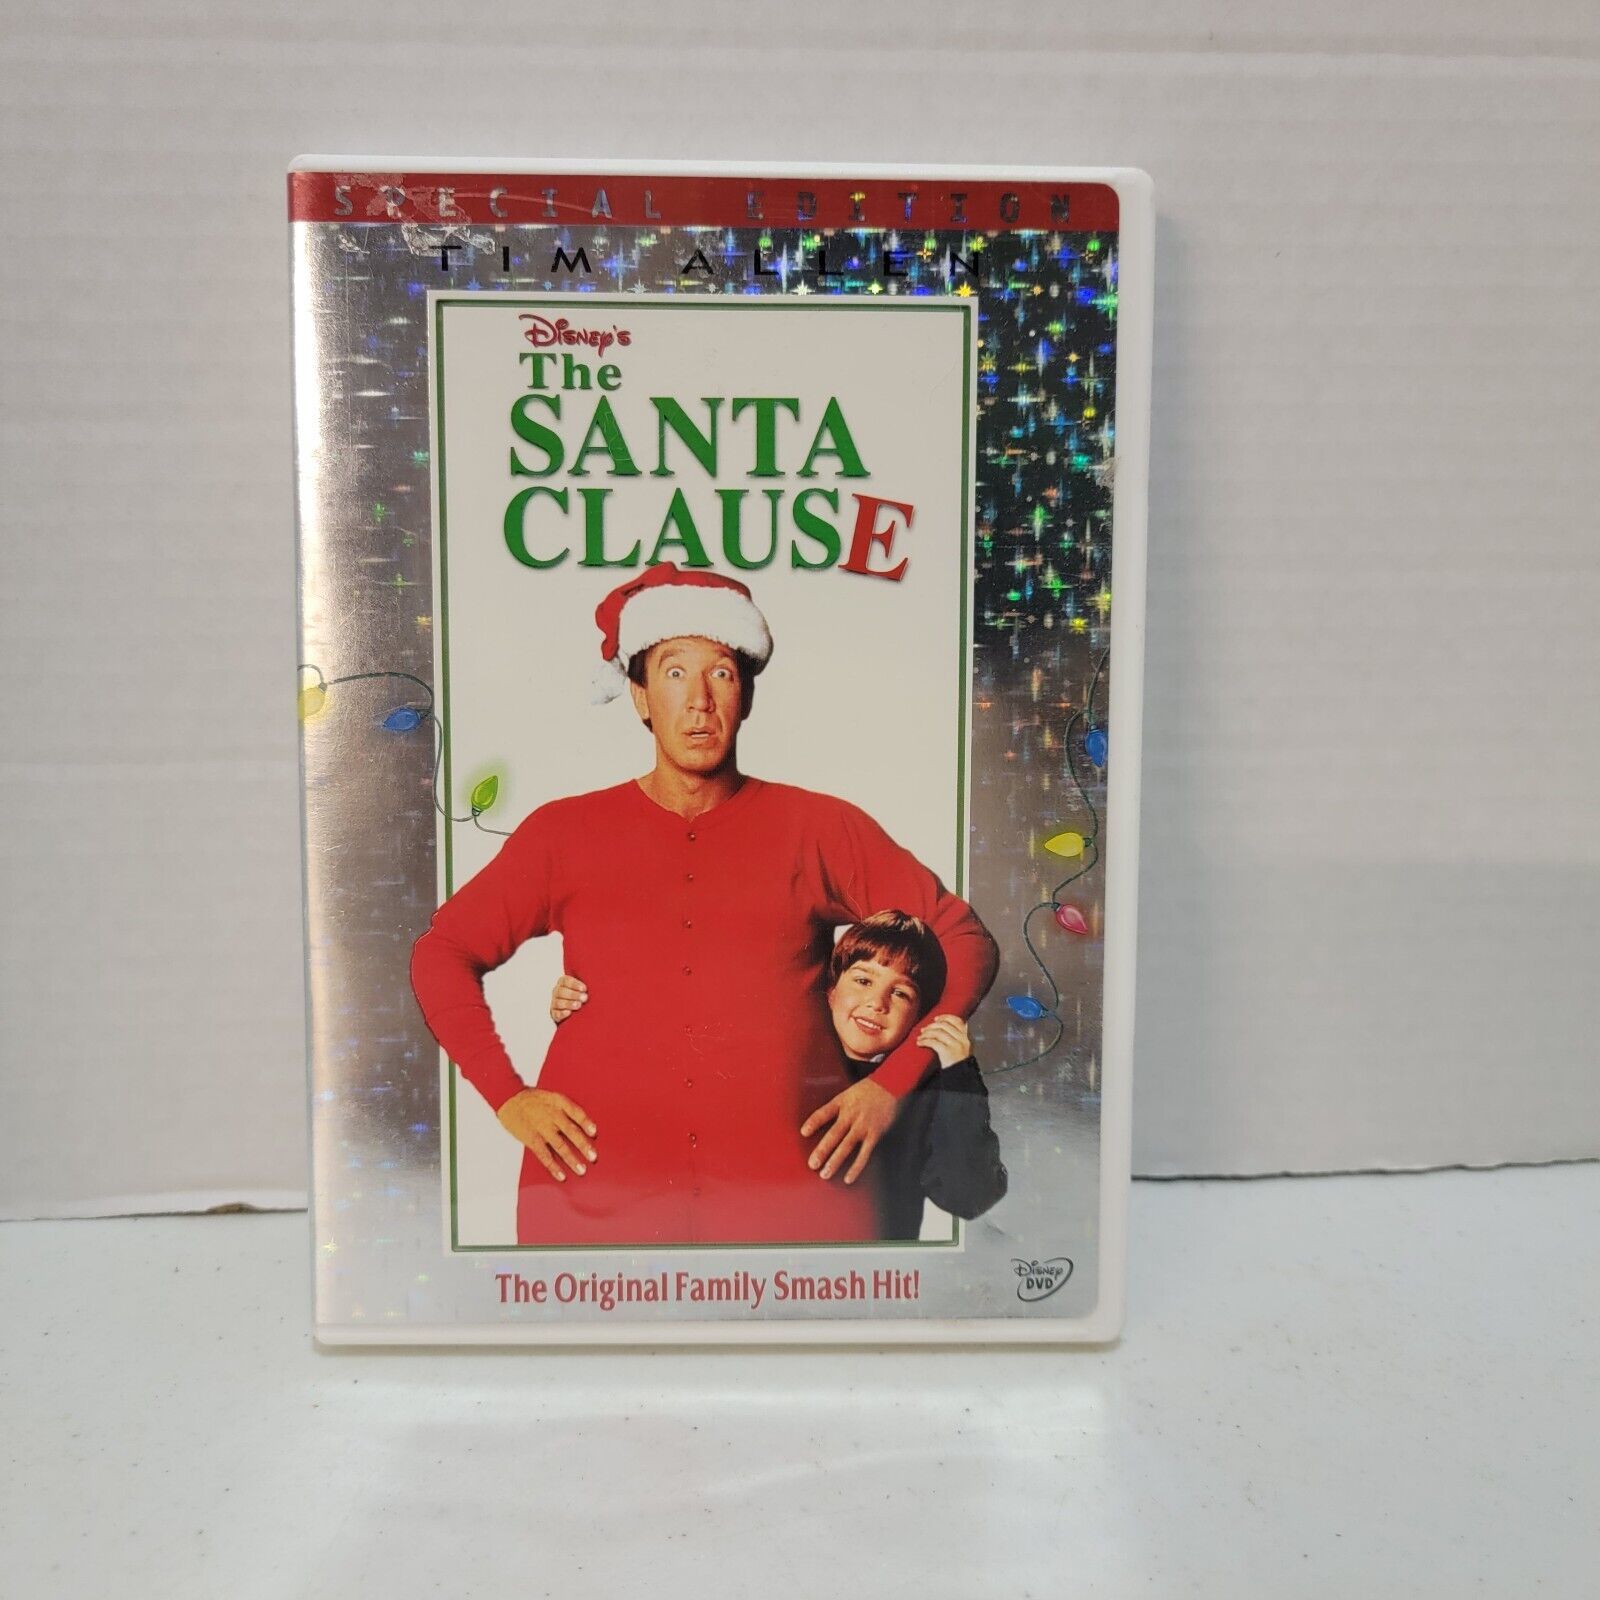 SPECIAL EDITION
TIM ALLEN
Disney's
The
SANTA
CLAUSE
The Original Family Smash Hit!
Disney
DVD